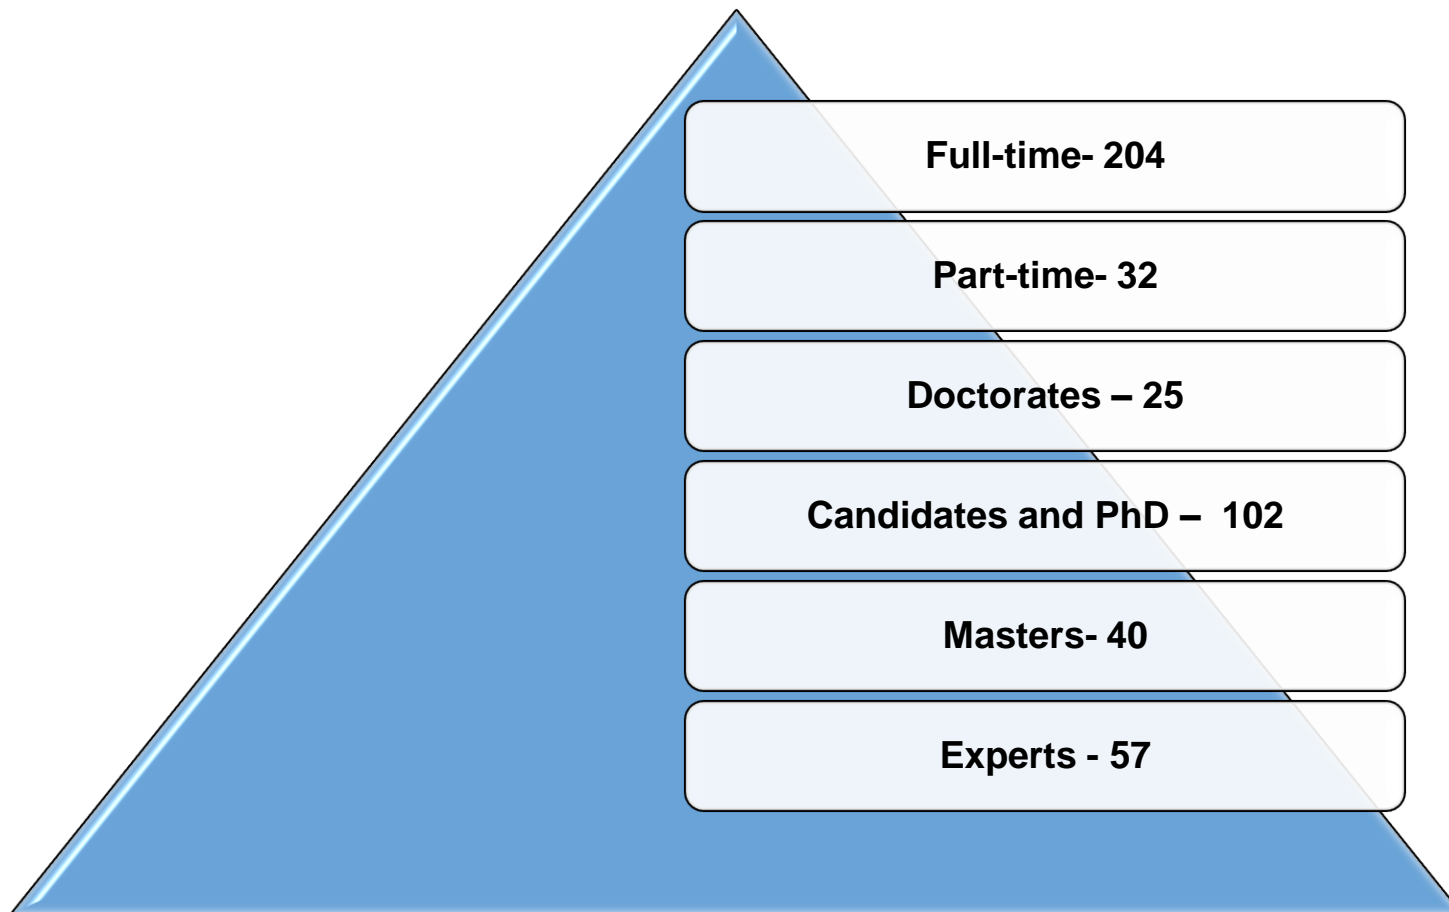 Full-time- 204
Part-time- 32
Doctorates – 25
Candidates and PhD –  102
Masters- 40
Experts - 57